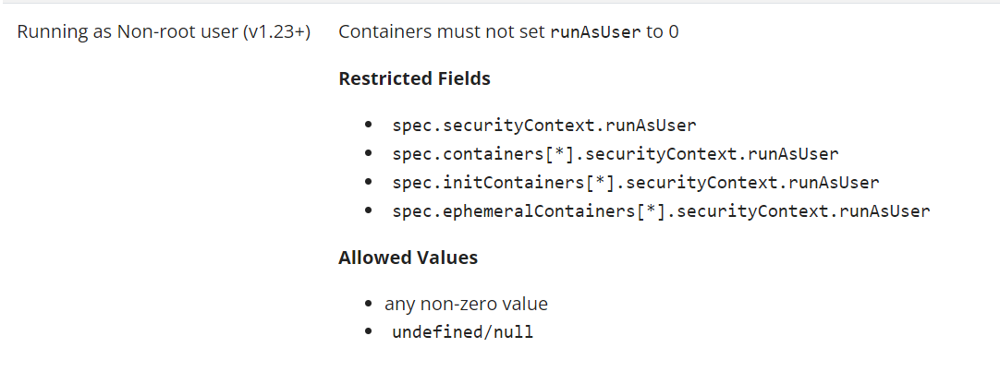 Running as Non-root user (v1.23+)
Containers must not set runAsUser to 0
Restricted Fields
• spec.securityContext.runAsUser
• spec.containers[*].securityContext.runAsUser
• spec.initContainers[*].securityContext.runAsUser
• spec.ephemeralContainers[*].securityContext.runAsUser
Allowed Values
• any non-zero value
• undefined/null